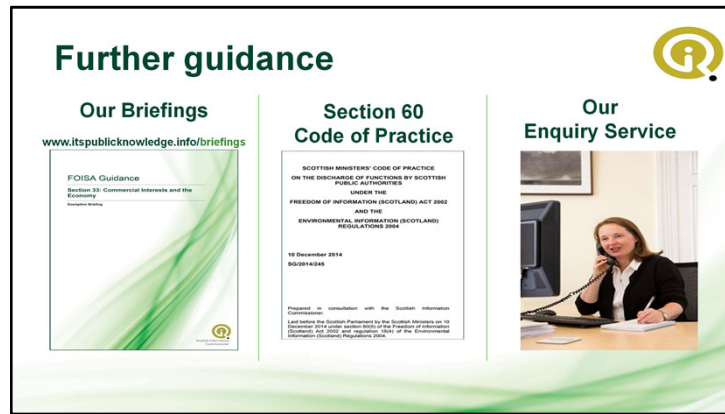 Further guidance
Our Briefings
www.itspublicknowledge.info/briefings
FOISA Guidance
Section 33: Commercial Interests and the
Economy
Exemption Briefing
Scottish Information
Commissioner
Section 60
Code of Practice
SCOTTISH MINISTERS' CODE OF PRACTICE
ON THE DISCHARGE OF FUNCTIONS BY SCOTTISH
PUBLIC AUTHORITIES
UNDER THE
FREEDOM OF INFORMATION (SCOTLAND) ACT 2002
AND THE
ENVIRONMENTAL INFORMATION (SCOTLAND)
REGULATIONS 2004
10 December 2014
SG/2014/245
Prepared in consultation with the Scottish Information
Commissioner.
Laid before the Scottish Parliament by the Scottish Ministers on 10
December 2014 under section 60(5) of the Freedom of Information
(Scotland) Act 2002 and regulation 18(4) of the Environmental
Information (Scotland) Regulations 2004.
Our
Enquiry Service